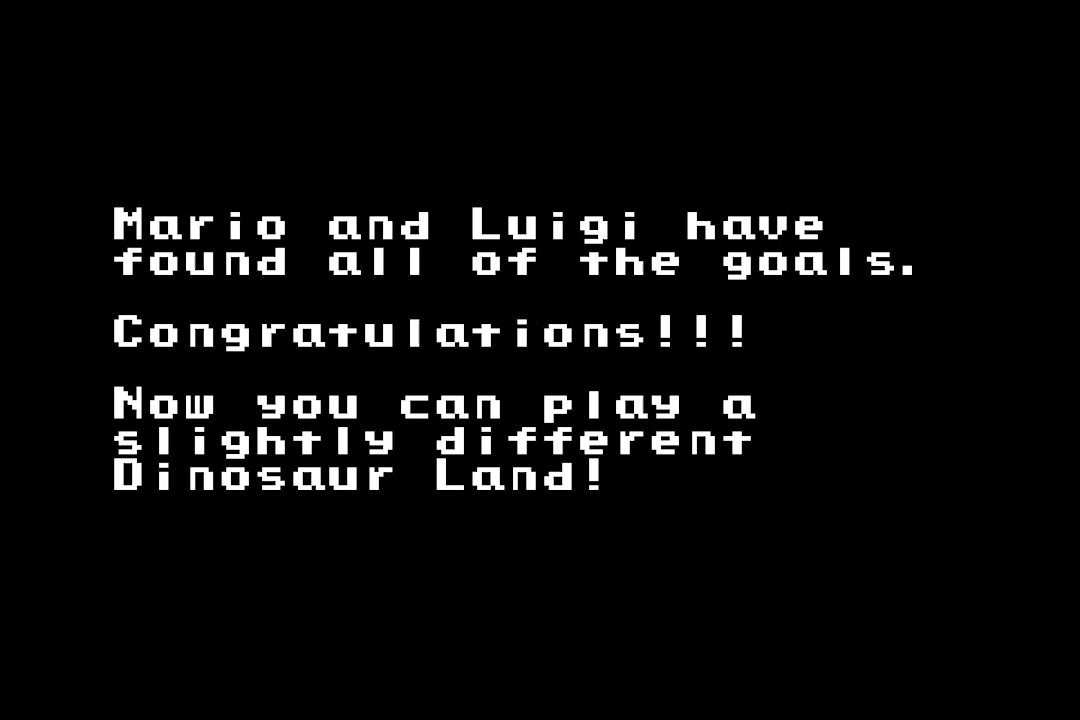 Mario and Luigi have
found all of the goals.
Congratulations!!!
Now you can play a
slightly different
Dinosaur Land!